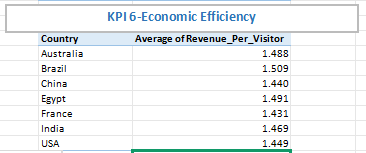 KPI 6-Economic Efficiency
Country Average of Revenue_Per_Visitor
Australia 1.488
Brazil 1.509
China 1.440
Egypt 1.491
France 1.431
India 1.469
USA 1.449